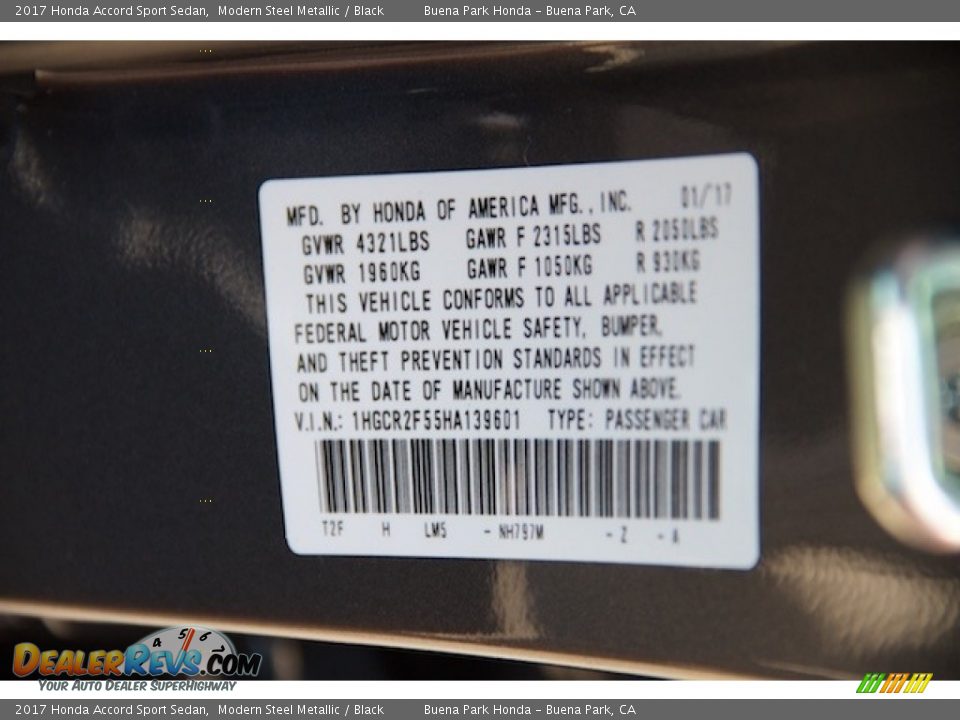 2017 Honda Accord Sport Sedan, Modern Steel Metallic / Black Buena Park Honda - Buena Park, CA
MFD. BY HONDA OF AMERICA MFG., INC. 01/17
GVWR 4321LBS GAWR F 2315LBS R 2050LBS
GVWR 1960KG GAWR F 1050KG R 930KG
THIS VEHICLE CONFORMS TO ALL APPLICABLE
FEDERAL MOTOR VEHICLE SAFETY, BUMPER,
AND THEFT PREVENTION STANDARDS IN EFFECT
ON THE DATE OF MANUFACTURE SHOWN ABOVE.
V.I.N.: 1HGCR2F55HA139601 TYPE: PASSENGER CAR
T2F H LM5 - NH797M - Z - A
4 5 6
DEALERREVS.COM
YOUR AUTO DEALER SUPERHIGHWAY
2017 Honda Accord Sport Sedan, Modern Steel Metallic / Black Buena Park Honda - Buena Park, CA